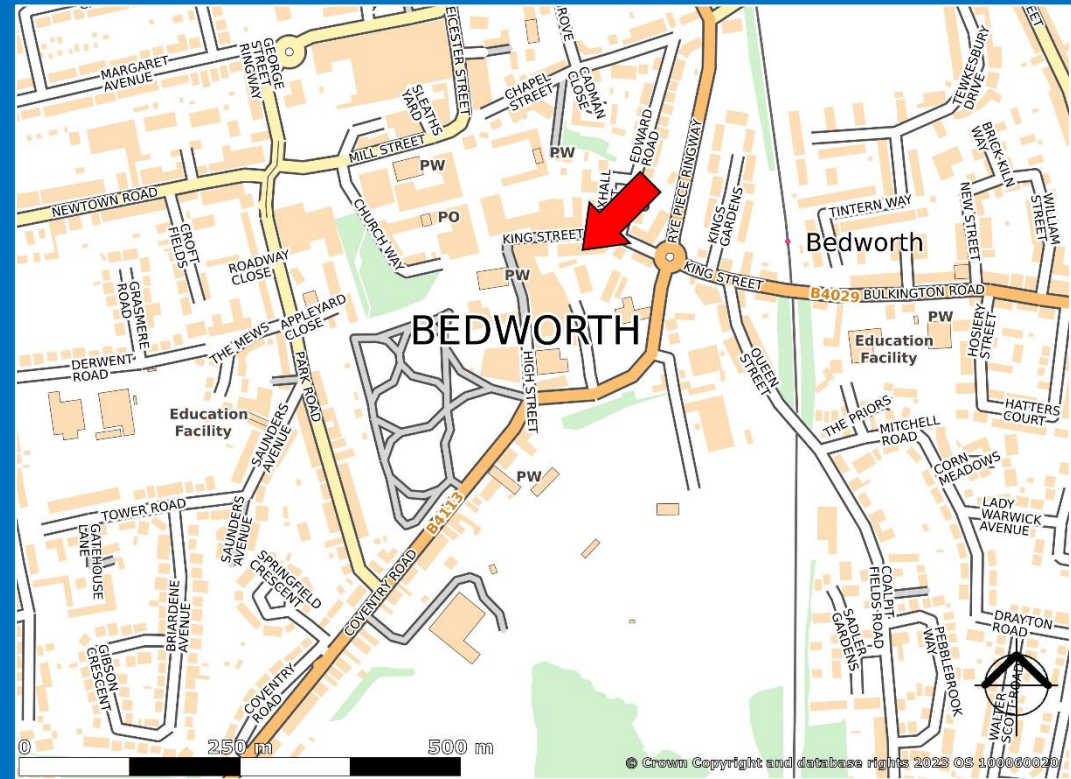 MARGARET
AVENUE
GEORGE
STREET
RINGWAY
EICESTER STREET
SLEATHS
YARD
CHAPEL
STREET
GROVE
CADMAN
CLOSE
EDWARD
ROAD
RYE PIECE RINGWAY
KINGS
GARDENS
TEWKESBURY
DRIVE
BRICK-KILN
WAY
WILLIAM
STREET
NEW STREET
TINTERN WAY
MILL STREET
PW
PW
NEWTOWN ROAD
CROFT
FIELDS
CHURCH WAY
PO
KING STREET
PW
KING STREET
Bedworth
B4029
BULKINGTON ROAD
PW
HOSIERY
STREET
Education
Facility
ROADWAY
CLOSE
GRASMERE
ROAD
THE MEWS
APPLEYARD
CLOSE
DERWENT
ROAD
PARK ROAD
BEDWORTH
HIGH STREET
QUEEN
STREET
HATTERS
COURT
THE PRIORS
MITCHELL
ROAD
CORN
MEADOWS
LADY
WARWICK
AVENUE
Education
Facility
SAUNDERS
AVENUE
TOWER ROAD
SAUNDERS
AVENUE
GATEHOUSE
LANE
SPRINGFIELD
CRESCENT
BRIARDENE
AVENUE
GIBSON
CRESCENT
PW
B4113
COVENTRY ROAD
COVENTRY
ROAD
COALPIT
FIELDS ROAD
SADLER
GARDENS
PEBBLEBROOK
WAY
DRAYTON
ROAD
WALTER
SCOTT ROAD
0
250 m
500 m
© Crown Copyright and database rights 2023 OS 100060020